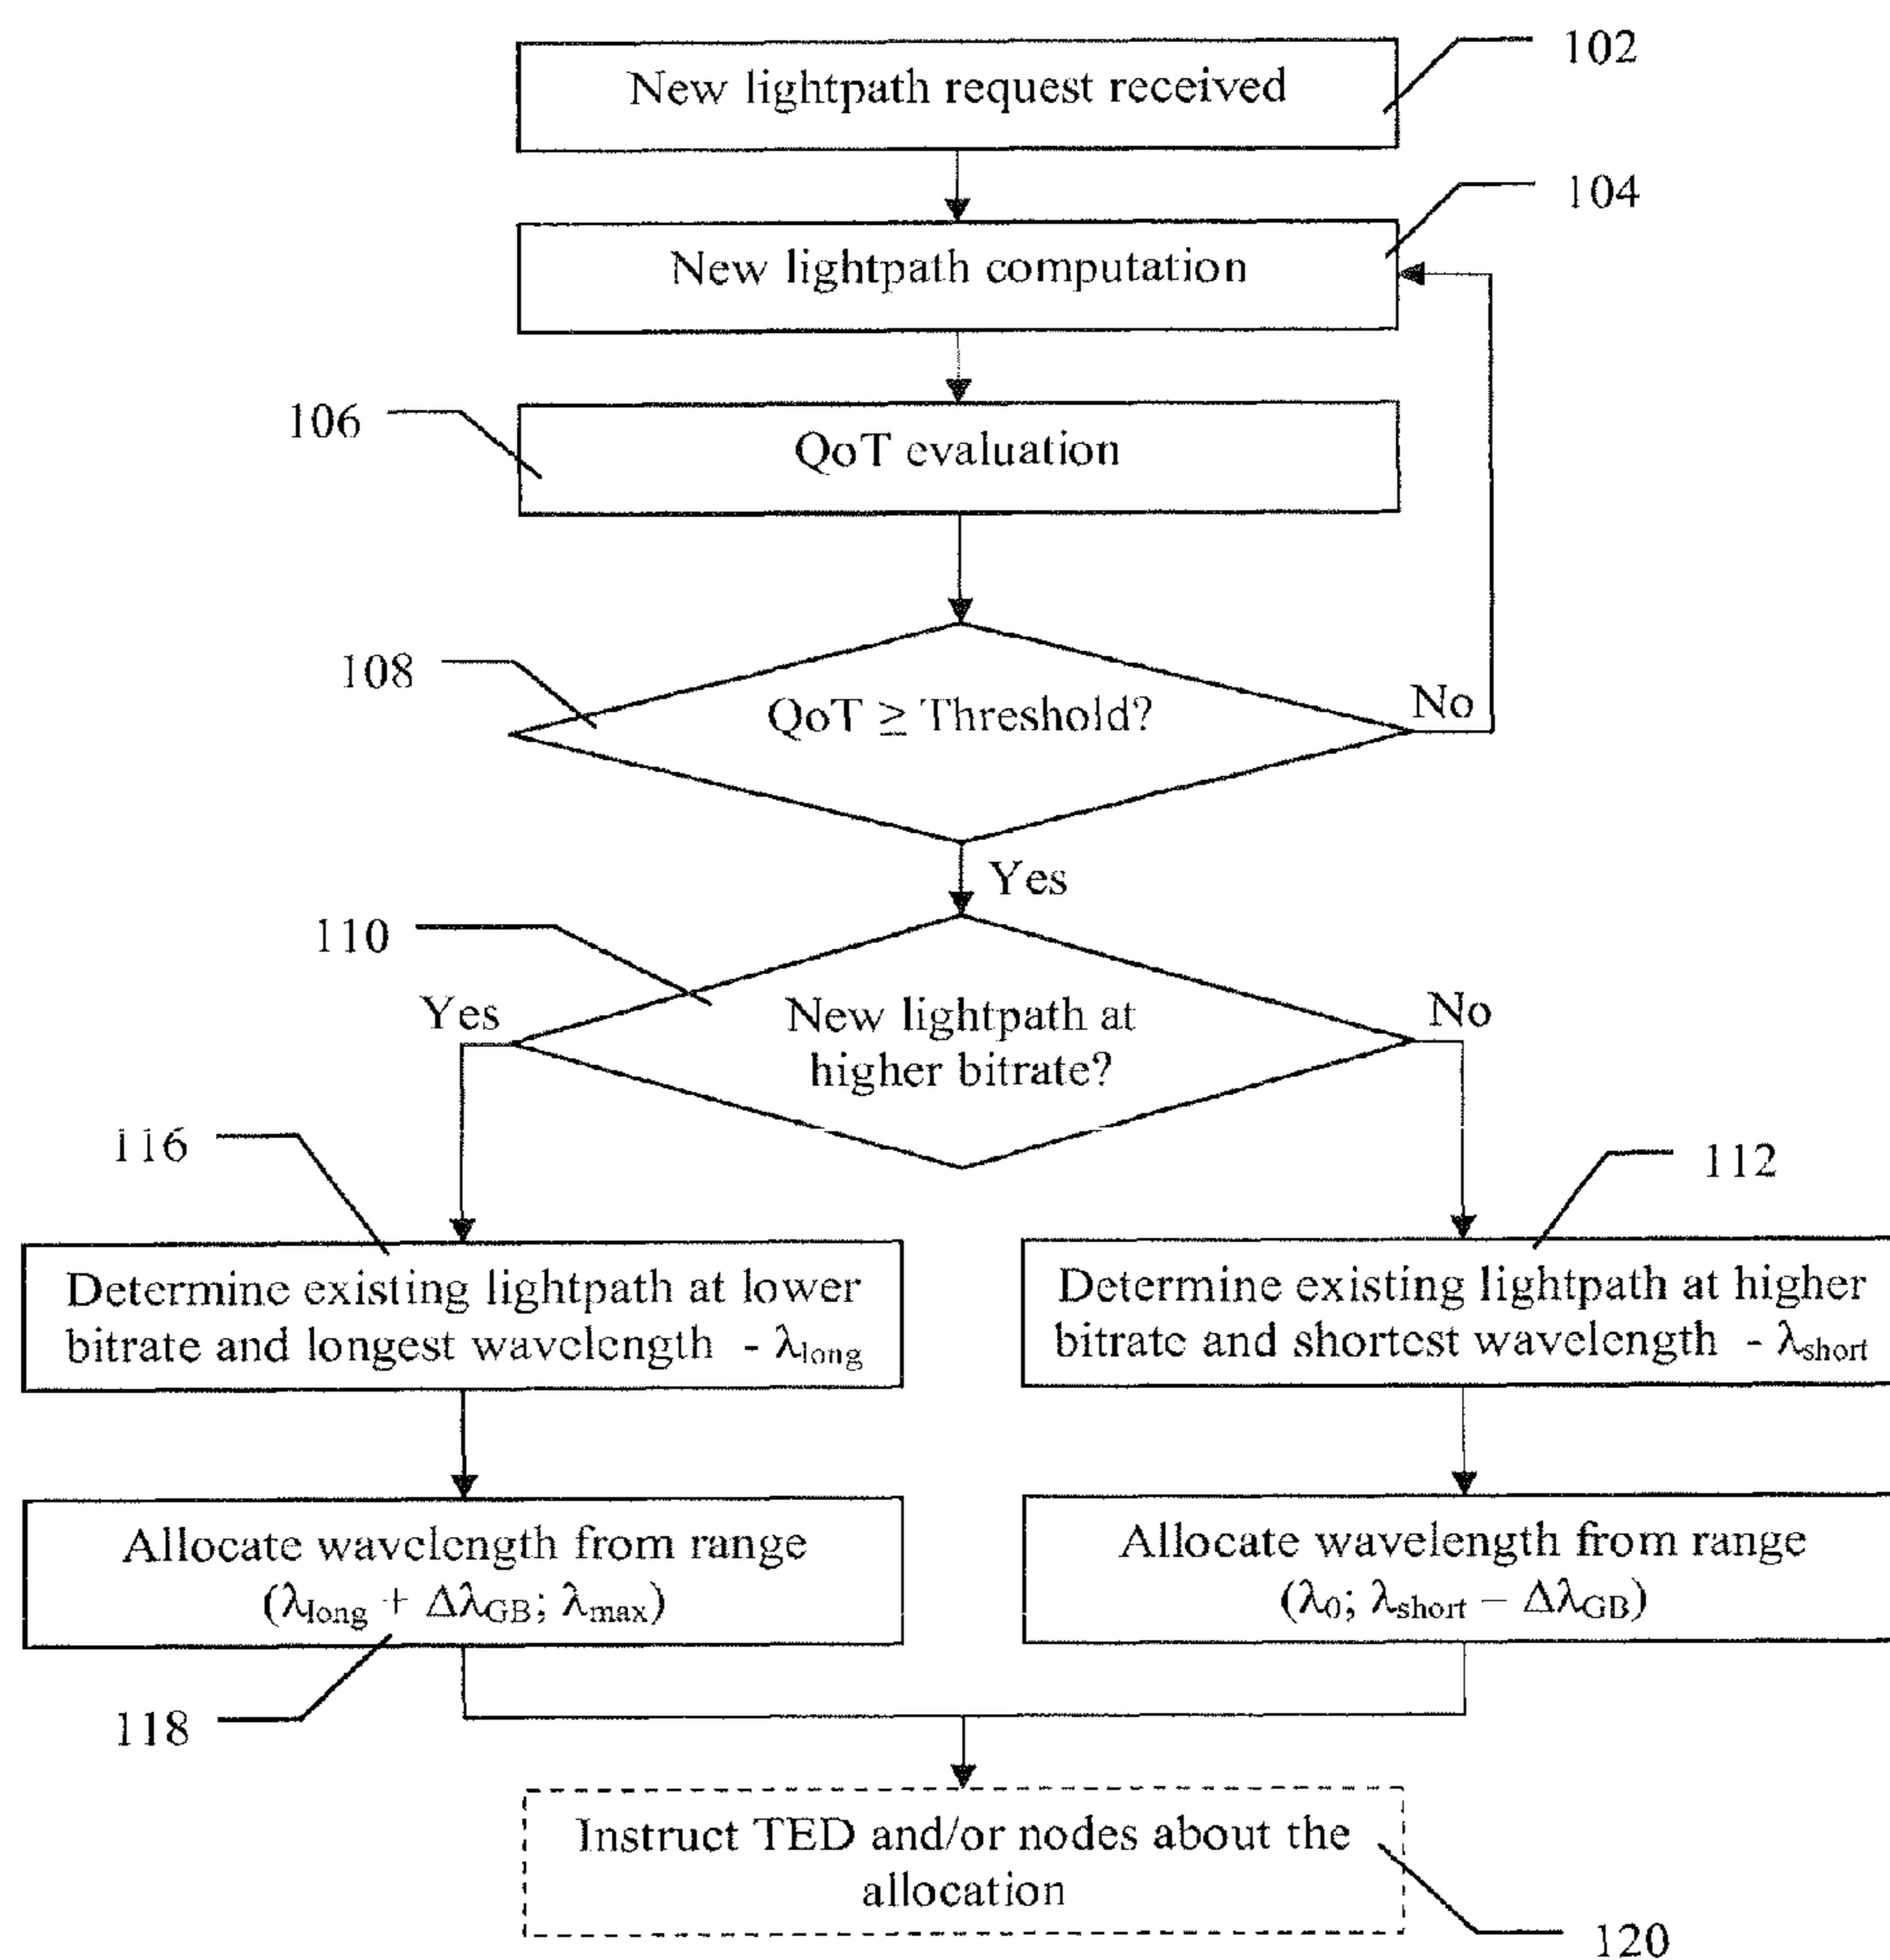 New lightpath request received
102
New lightpath computation
104
106
QoT evaluation
108
QoT ≥ Threshold?
No
Yes
110
New lightpath at
higher bitrate?
Yes
No
116
112
Determine existing lightpath at lower
bitrate and longest wavelength - λlong
Determine existing lightpath at higher
bitrate and shortest wavelength - λshort
Allocate wavelength from range
(λlong + ΔλGB; λmax)
Allocate wavelength from range
(λ0; λshort – ΔλGB)
118
Instruct TED and/or nodes about the
allocation
120